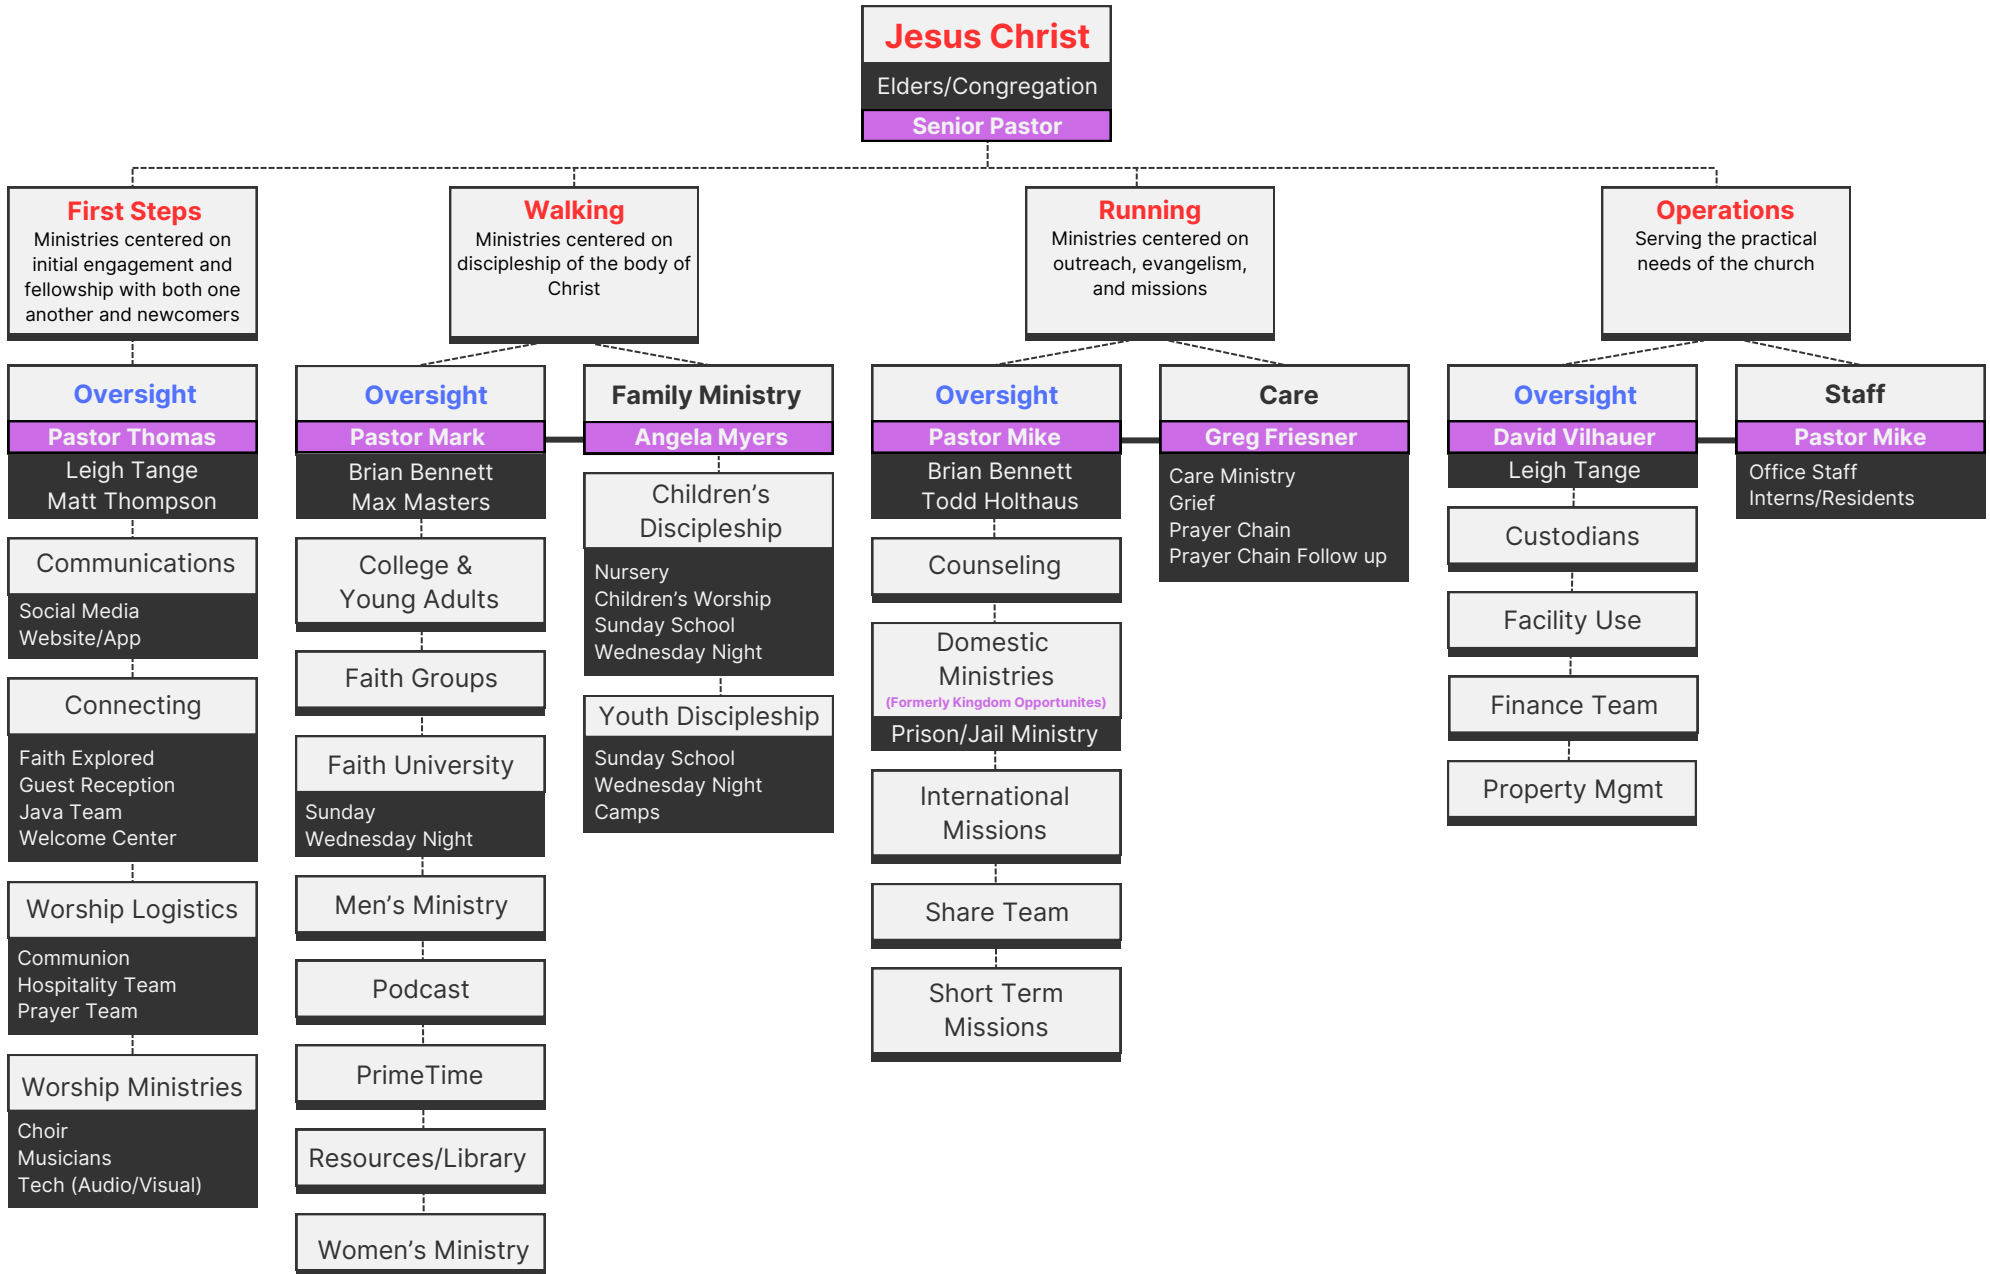 Jesus Christ
Elders/Congregation
Senior Pastor
First Steps
Ministries centered on
initial engagement and
fellowship with both one
another and newcomers
Walking
Ministries centered on
discipleship of the body of
Christ
Running
Ministries centered on
outreach, evangelism,
and missions
Operations
Serving the practical
needs of the church
Oversight
Pastor Thomas
Leigh Tange
Matt Thompson
Communications
Social Media
Website/App
Connecting
Faith Explored
Guest Reception
Java Team
Welcome Center
Worship Logistics
Communion
Hospitality Team
Prayer Team
Worship Ministries
Choir
Musicians
Tech (Audio/Visual)
Oversight
Pastor Mark
Brian Bennett
Max Masters
College &
Young Adults
Faith Groups
Faith University
Sunday
Wednesday Night
Men’s Ministry
Podcast
PrimeTime
Resources/Library
Women’s Ministry
Family Ministry
Angela Myers
Children’s
Discipleship
Nursery
Children’s Worship
Sunday School
Wednesday Night
Youth Discipleship
Sunday School
Wednesday Night
Camps
Oversight
Pastor Mike
Brian Bennett
Todd Holthaus
Counseling
Domestic
Ministries
(Formerly Kingdom Opportunites)
Prison/Jail Ministry
International
Missions
Share Team
Short Term
Missions
Care
Greg Friesner
Care Ministry
Grief
Prayer Chain
Prayer Chain Follow up
Oversight
David Vilhauer
Leigh Tange
Custodians
Facility Use
Finance Team
Property Mgmt
Staff
Pastor Mike
Office Staff
Interns/Residents